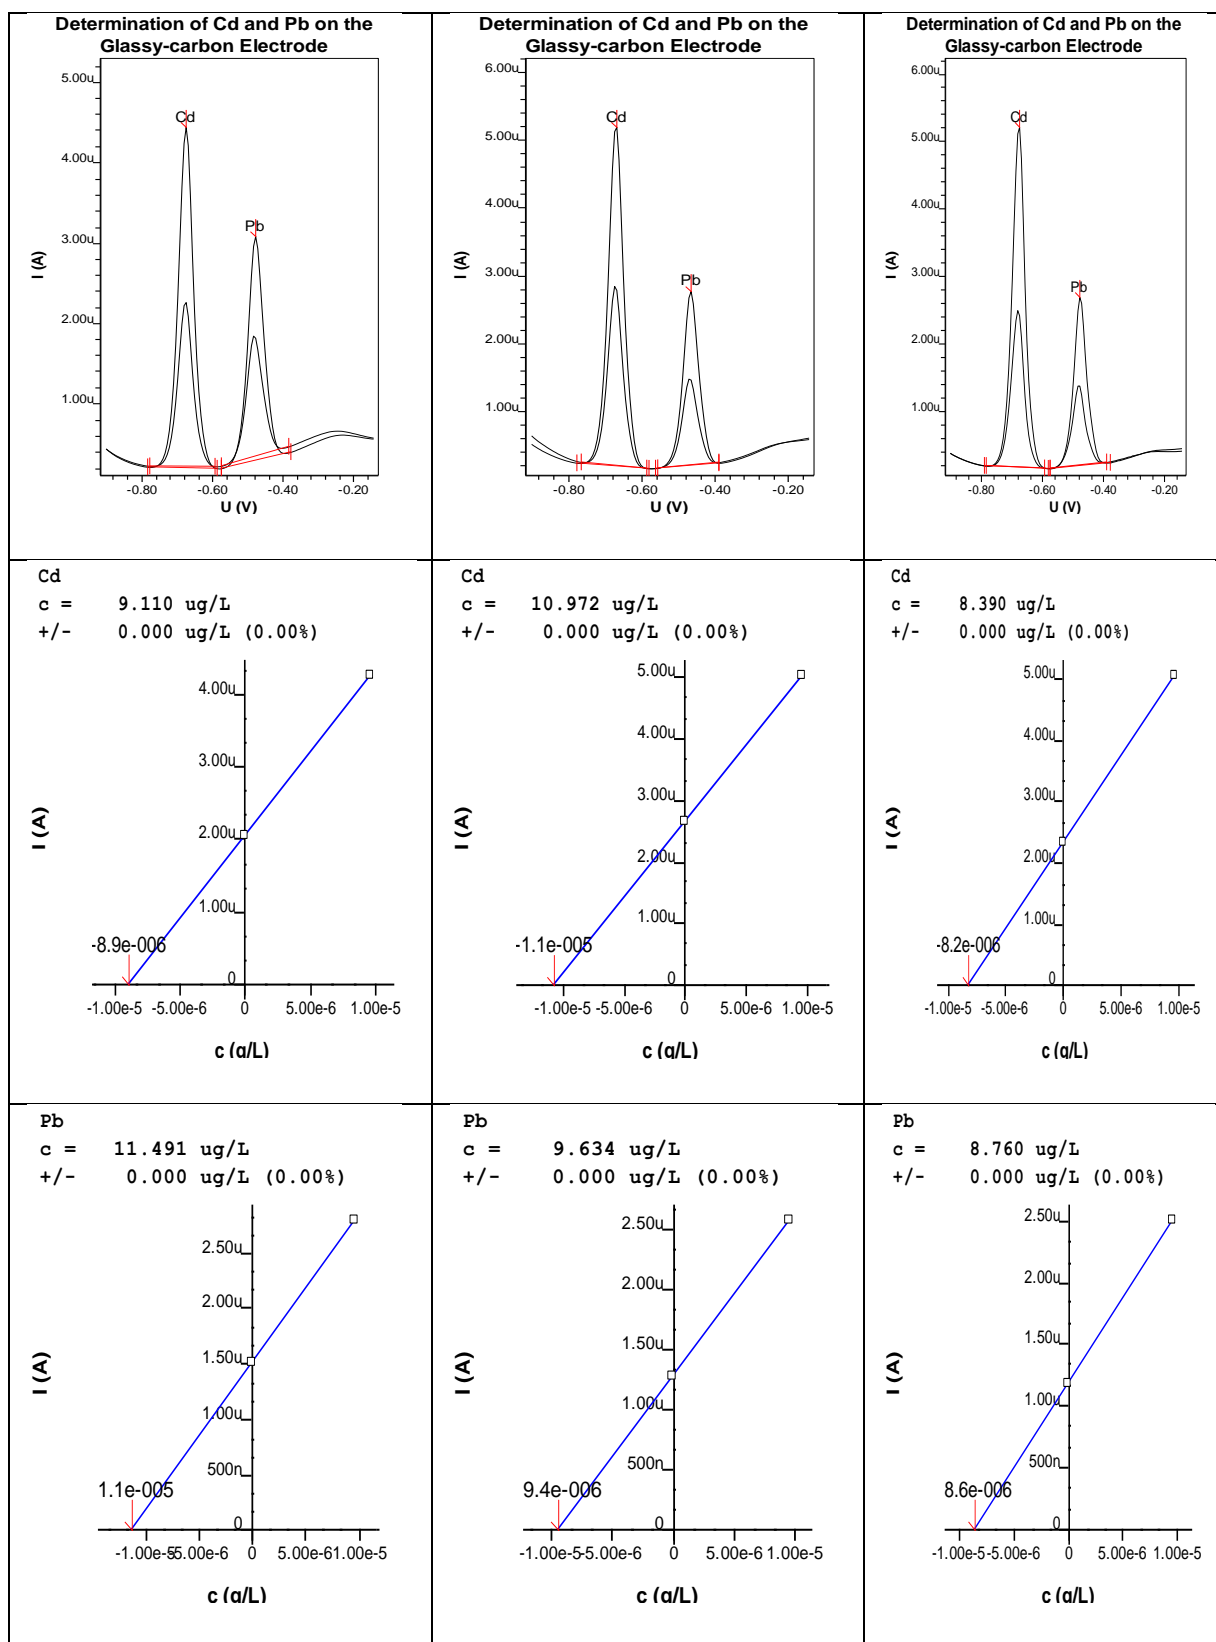 Determination of Cd and Pb on the
Glassy-carbon Electrode
5.00u
4.00u
3.00u
2.00u
1.00u
I (A)
Cd
Pb
-0.80 -0.60 -0.40 -0.20
U (V)
Determination of Cd and Pb on the
Glassy-carbon Electrode
6.00u
5.00u
4.00u
3.00u
2.00u
1.00u
I (A)
Cd
Pb
-0.80 -0.60 -0.40 -0.20
U (V)
Determination of Cd and Pb on the
Glassy-carbon Electrode
6.00u
5.00u
4.00u
3.00u
2.00u
1.00u
I (A)
Cd
Pb
-0.80 -0.60 -0.40 -0.20
U (V)
Cd
c = 9.110 ug/L
+/- 0.000 ug/L (0.00%)
4.00u
3.00u
2.00u
1.00u
0
I (A)
-8.9e-006
-1.00e-5 -5.00e-6 0 5.00e-6 1.00e-5
c (g/L)
Cd
c = 10.972 ug/L
+/- 0.000 ug/L (0.00%)
5.00u
4.00u
3.00u
2.00u
1.00u
0
I (A)
-1.1e-005
-1.00e-5 -5.00e-6 0 5.00e-6 1.00e-5
c (g/L)
Cd
c = 8.390 ug/L
+/- 0.000 ug/L (0.00%)
5.00u
4.00u
3.00u
2.00u
1.00u
0
I (A)
-8.2e-006
-1.00e-5 -5.00e-6 0 5.00e-6 1.00e-5
c (g/L)
Pb
c = 11.491 ug/L
+/- 0.000 ug/L (0.00%)
2.50u
2.00u
1.50u
1.00u
500n
0
I (A)
1.1e-005
-1.00e-5 -5.00e-6 0 5.00e-6 1.00e-5
c (g/L)
Pb
c = 9.634 ug/L
+/- 0.000 ug/L (0.00%)
2.50u
2.00u
1.50u
1.00u
500n
0
I (A)
9.4e-006
-1.00e-5 -5.00e-6 0 5.00e-6 1.00e-5
c (g/L)
Pb
c = 8.760 ug/L
+/- 0.000 ug/L (0.00%)
2.50u
2.00u
1.50u
1.00u
500n
0
I (A)
8.6e-006
-1.00e-5 -5.00e-6 0 5.00e-6 1.00e-5
c (g/L)